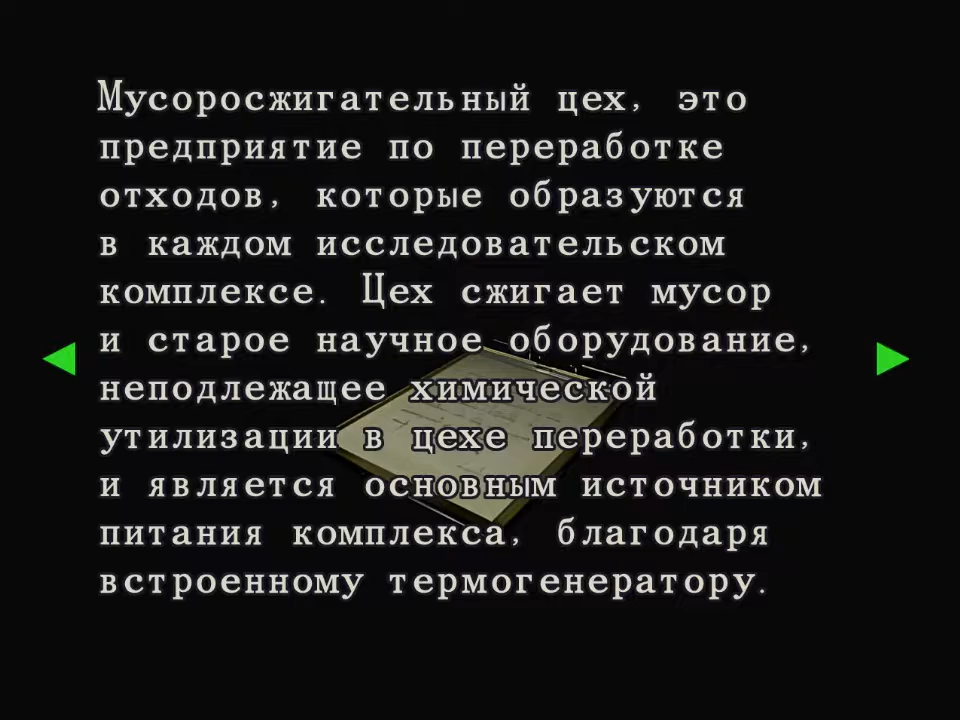 Мусоросжигательный цех, это
предприятие по переработке
отходов, которые образуются
в каждом исследовательском
комплексе. Цех сжигает мусор
и старое научное оборудование,
неподлежащее химической
утилизации в цехе переработки,
и является основным источником
питания комплекса, благодаря
встроенному термогенератору.